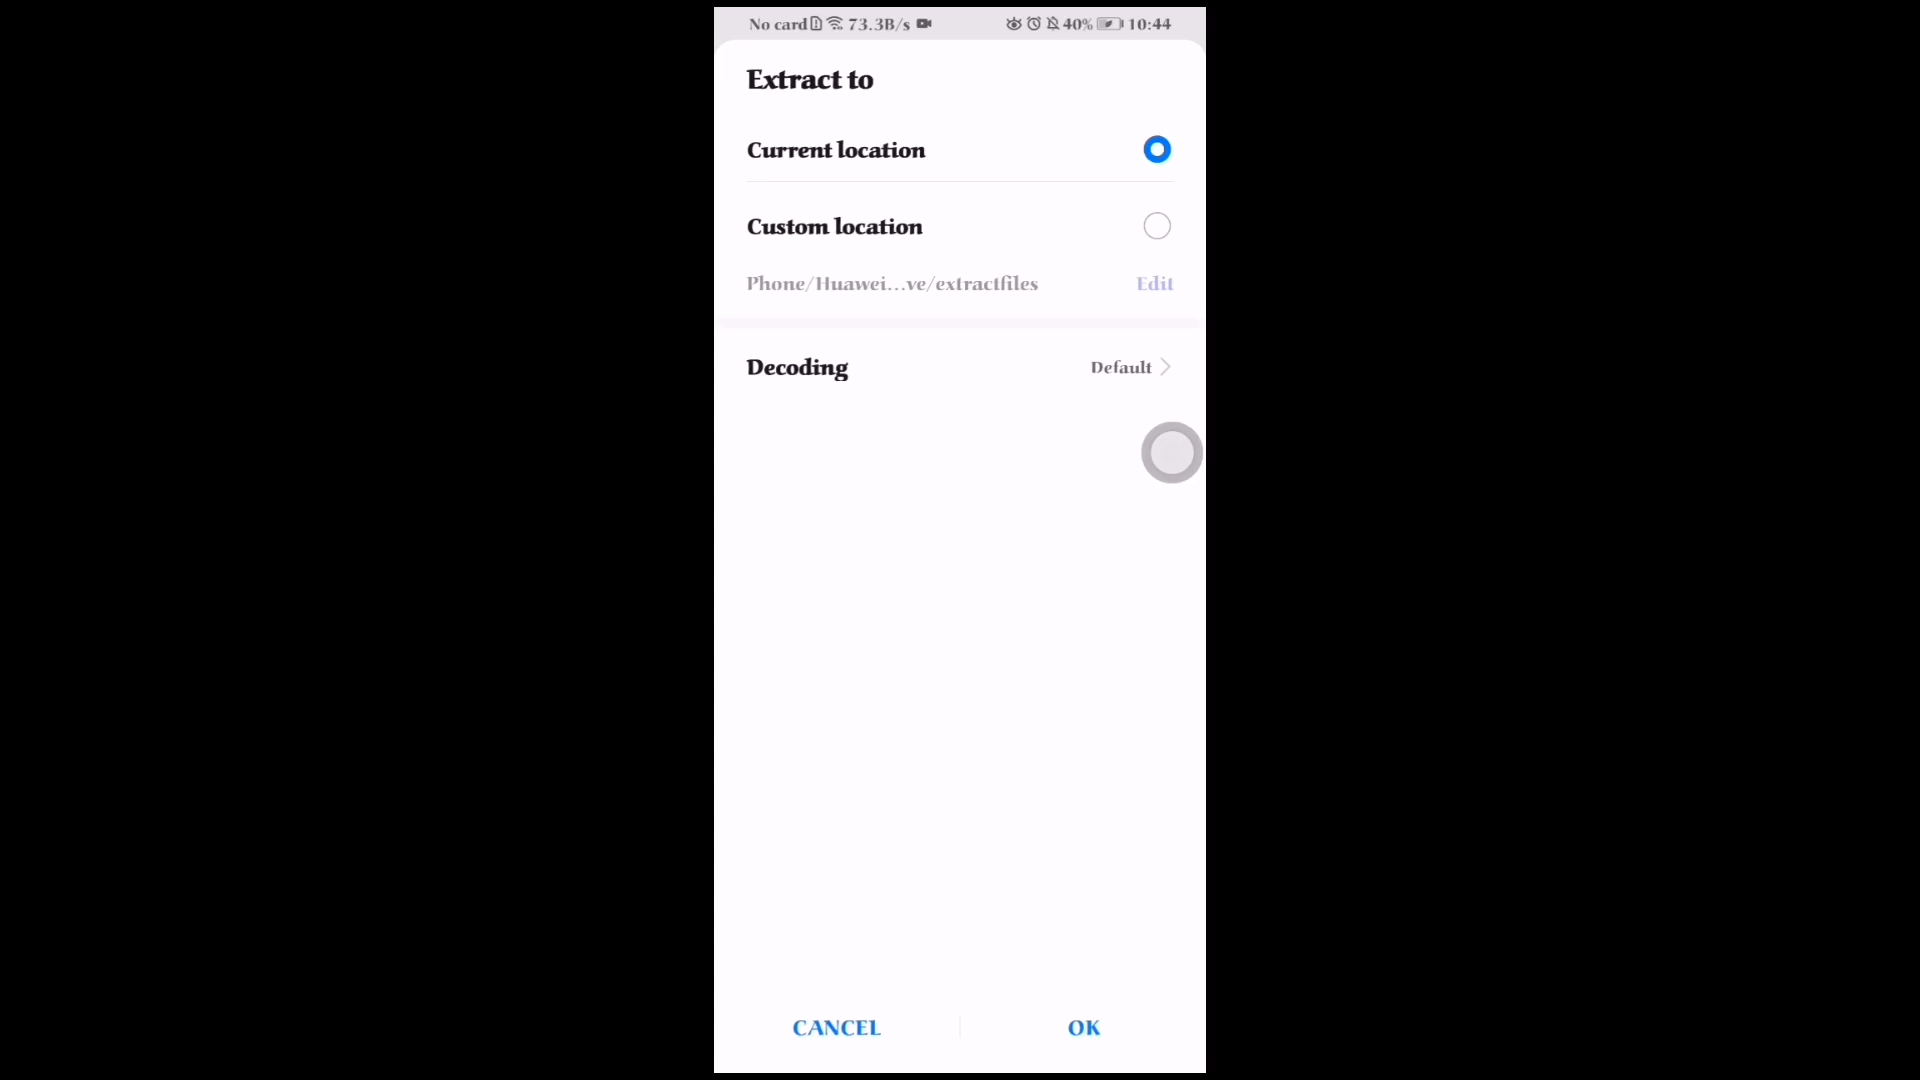 No card 73.3B/s 40% 10:44
Extract to
Current location
Custom location
Phone/Huawei...ve/extractfiles Edit
Decoding Default
CANCEL OK